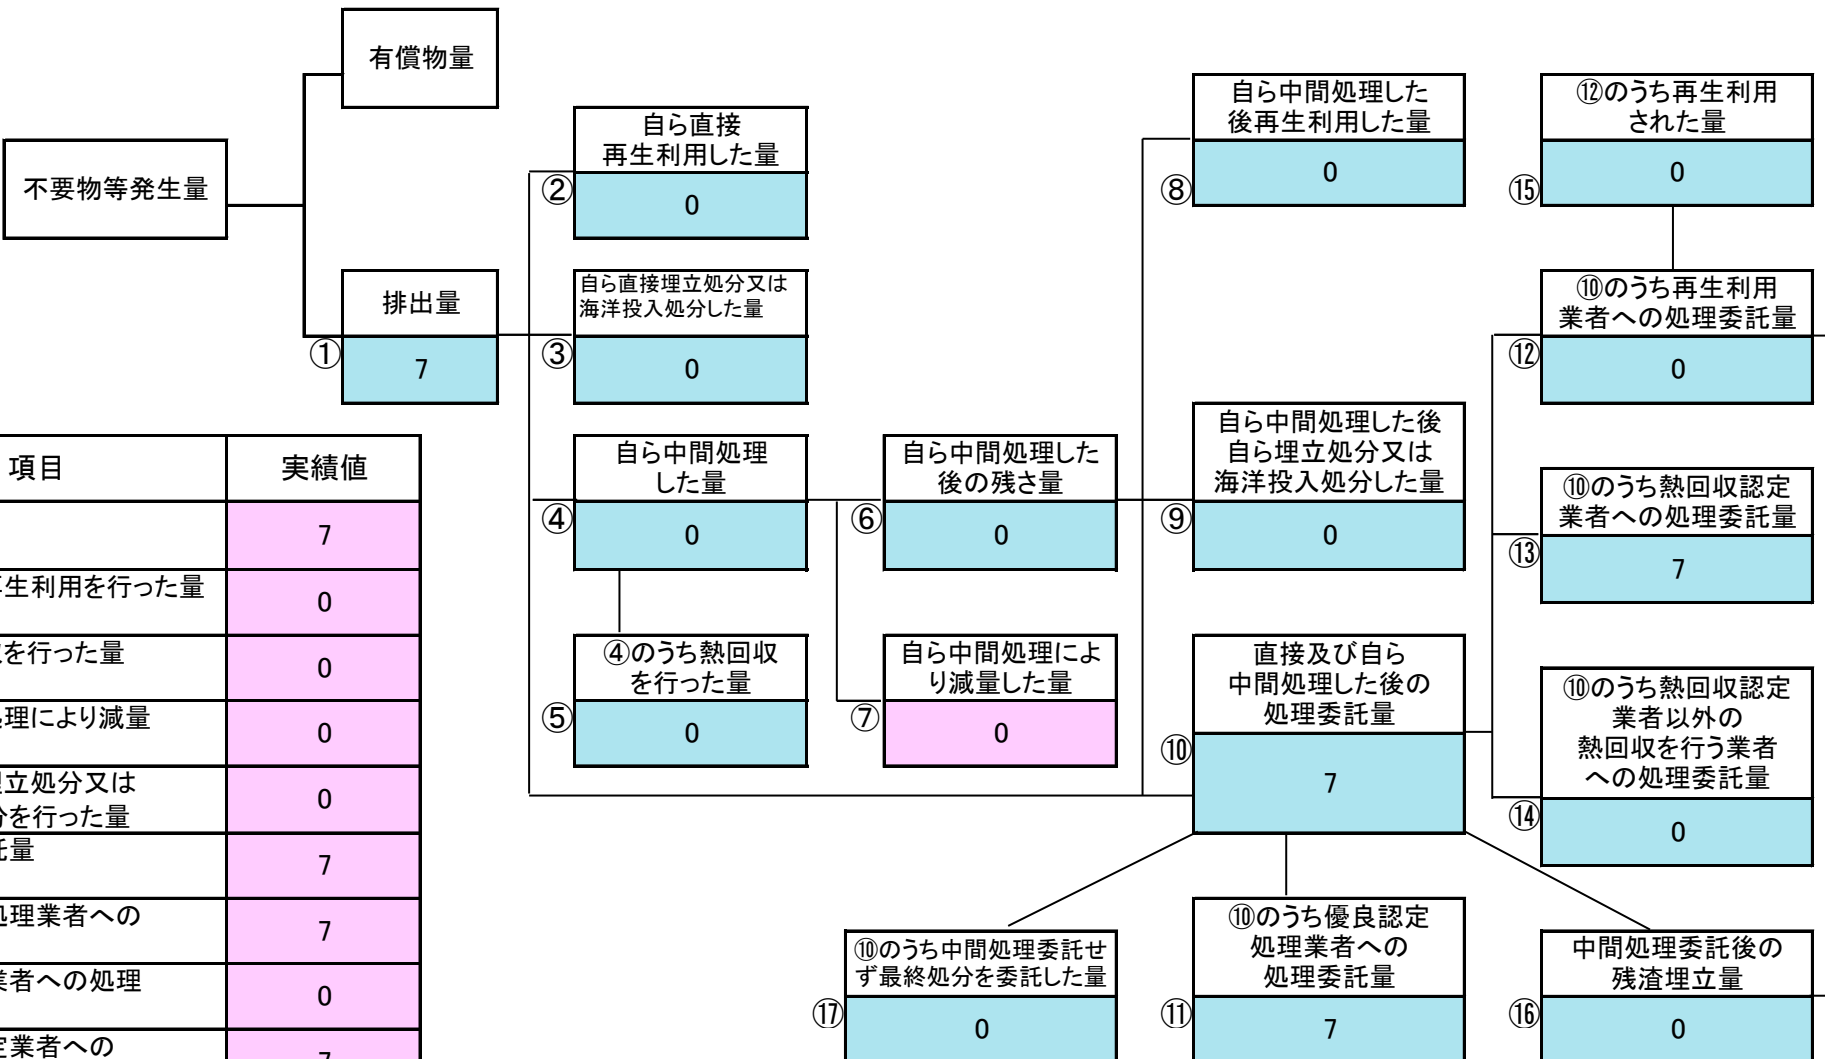 有償物量
不要物等発生量
排出量
①
7
自ら直接
再生利用した量
②
0
自ら直接埋立処分又は
海洋投入処分した量
③
0
自ら中間処理
した量
④
0
④のうち熱回収
を行った量
⑤
0
自ら中間処理した
後の残さ量
⑥
0
自ら中間処理によ
り減量した量
⑦
0
自ら中間処理した
後再生利用した量
⑧
0
自ら中間処理した後
自ら埋立処分又は
海洋投入処分した量
⑨
0
直接及び自ら
中間処理した後の
処理委託量
⑩
7
⑩のうち優良認定
処理業者への
処理委託量
⑪
7
⑫のうち再生利用
された量
⑮
0
⑩のうち再生利用
業者への処理委託量
⑫
0
⑩のうち熱回収認定
業者への処理委託量
⑬
7
⑩のうち熱回収認定
業者以外の
熱回収を行う業者
への処理委託量
⑭
0
中間処理委託後の
残渣埋立量
⑯
0
⑩のうち中間処理委託せ
ず最終処分を委託した量
⑰
0
項目 実績値
7
生利用を行った量
0
を行った量
0
理により減量
0
立処分又は
を行った量
0
量
7
処理業者への
7
業者への処理
0
業者への
7